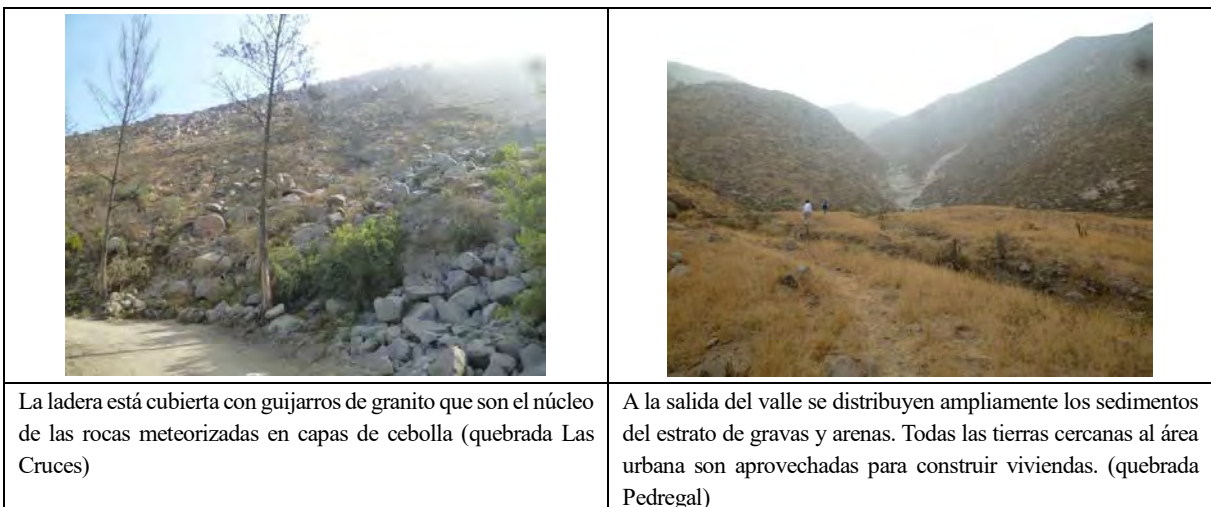 La ladera está cubierta con guijarros de granito que son el núcleo
de las rocas meteorizadas en capas de cebolla (quebrada Las
Cruces)
A la salida del valle se distribuyen ampliamente los sedimentos
del estrato de gravas y arenas. Todas las tierras cercanas al área
urbana son aprovechadas para construir viviendas. (quebrada
Pedregal)